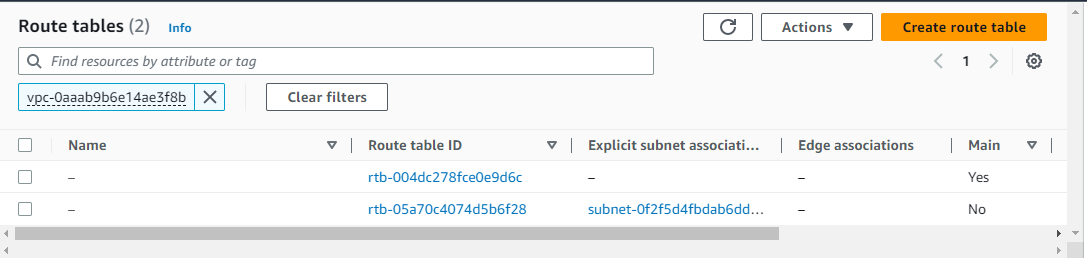 Route tables (2) Info Actions Create route table
Find resources by attribute or tag 1
vpc-0aaab9b6e14ae3f8b Clear filters
Name Route table ID Explicit subnet associati... Edge associations Main
– rtb-004dc278fce0e9d6c – – Yes
– rtb-05a70c4074d5b6f28 subnet-0f2f5d4fbdab6dd... – No